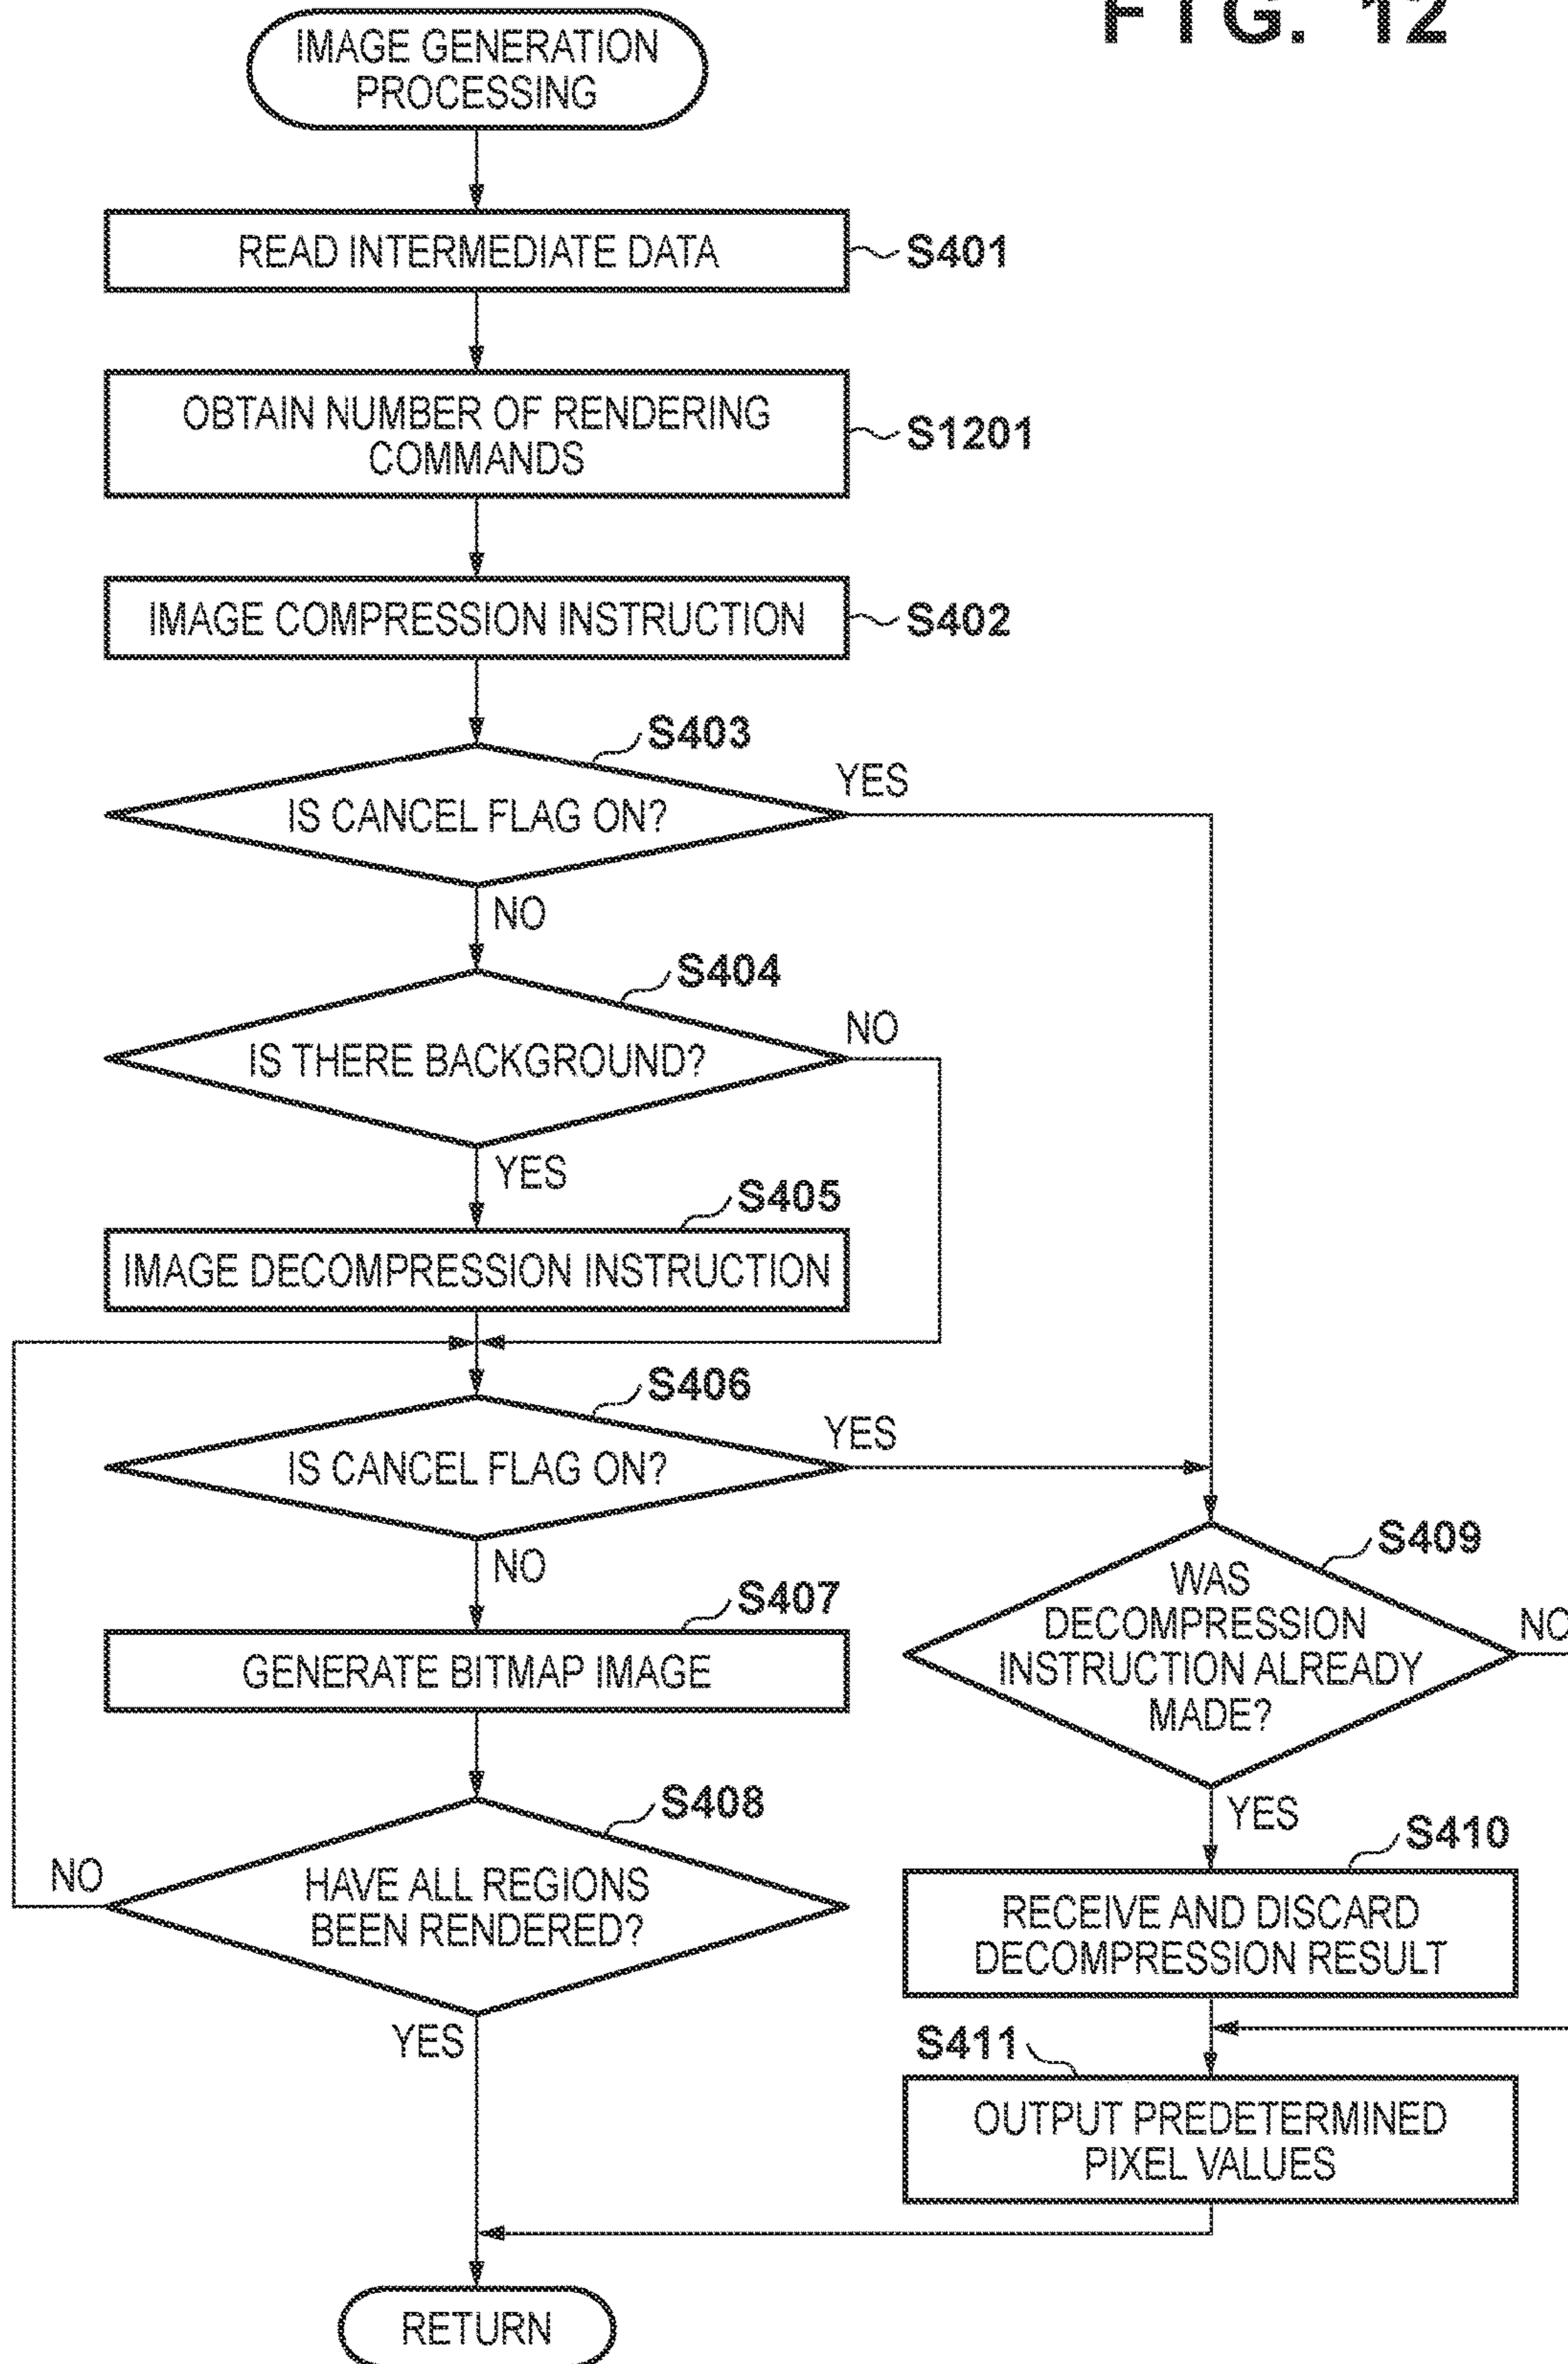 FIG. 12
IMAGE GENERATION
PROCESSING
READ INTERMEDIATE DATA
S401
OBTAIN NUMBER OF RENDERING
COMMANDS
S1201
IMAGE COMPRESSION INSTRUCTION
S402
S403
IS CANCEL FLAG ON?
YES
NO
S404
IS THERE BACKGROUND?
NO
YES
S405
IMAGE DECOMPRESSION INSTRUCTION
S406
IS CANCEL FLAG ON?
YES
NO
S407
GENERATE BITMAP IMAGE
S408
HAVE ALL REGIONS
BEEN RENDERED?
NO
YES
S409
WAS
DECOMPRESSION
INSTRUCTION ALREADY
MADE?
NO
YES
S410
RECEIVE AND DISCARD
DECOMPRESSION RESULT
S411
OUTPUT PREDETERMINED
PIXEL VALUES
RETURN